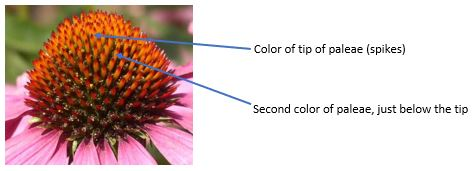 Color of tip of paleae (spikes)
Second color of paleae, just below the tip